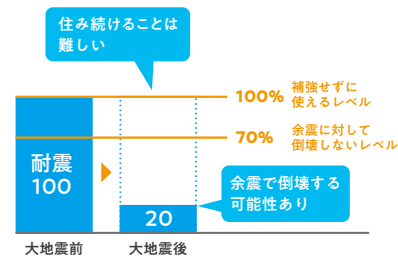 住み続けることは
難しい
100%
補強せずに
使えるレベル
70%
余震に対して
倒壊しないレベル
耐震
100
余震で倒壊する
可能性あり
20
大地震前
大地震後